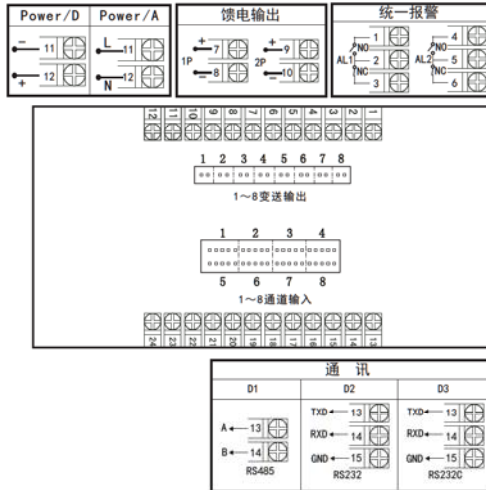 Power/D Power/A
- 11 L 11
+ 12 N 12
馈电输出
1P + 7 - 8 2P + 9 - 10
统一报警
AL1 NO NC 1 2 3 AL2 NO NC 4 5 6
12 11 10 9 8 7 6 5 4 3 2 1
1 2 3 4 5 6 7 8
1～8变送输出
1 2 3 4
5 6 7 8
1～8通道输入
24 23 22 21 20 19 18 17 16 15 14 13
通 讯
D1 D2 D3
A 13 TXD 13 TXD 13
B 14 RXD 14 RXD 14
GND 15 GND 15
RS485 RS232 RS232C